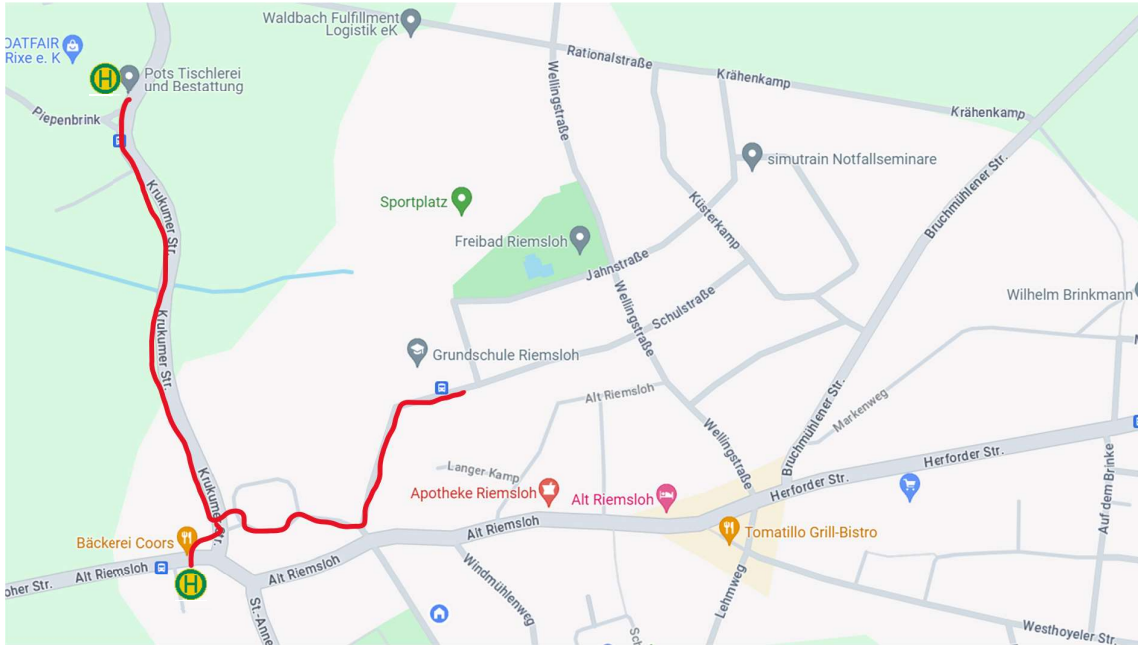 Waldbach Fulfillment
Logistik eK
OATFAIR
Rixe e. K
H
Pots Tischlerei
und Bestattung
Piepenbrink
Rationalstraße
Krähenkamp
Krähenkamp
Wellingstraße
simutrain Notfallseminare
Bruchmühlener Str.
Krukumer Str.
Sportplatz
Küsterkamp
Freibad Riemsloh
Jahnstraße
Wellingstraße
Schulstraße
Wilhelm Brinkmann
Krukumer Str.
Grundschule Riemsloh
Alt Riemsloh
Bruchmühlener Str.
Markenweg
Wellingstraße
Herforder Str.
Langer Kamp
Krukumer Str.
Apotheke Riemsloh
Alt Riemsloh
Herforder Str.
Auf dem Brinke
Alt Riemsloh
Bäckerei Coors
Tomatillo Grill-Bistro
oher Str.
Alt Riemsloh
H
Alt Riemsloh
Windmühlenweg
Lehmweg
St.-Anne
Westhoyeler Str.